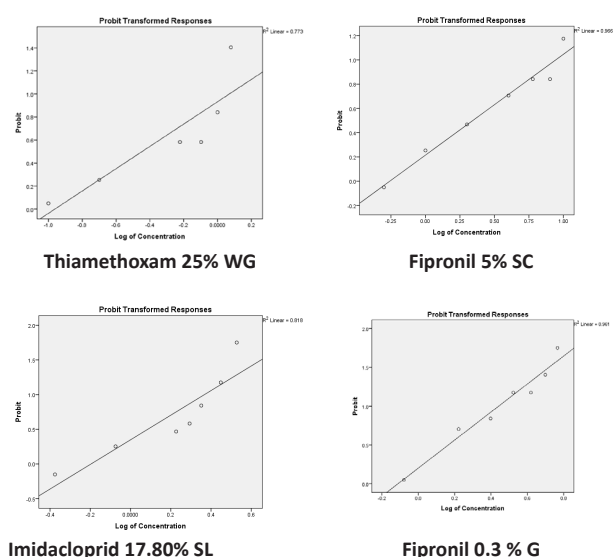 Probit Transformed Responses
R² Linear = 0.773
Probit
1.4
1.2
1.0
0.8
0.6
0.4
0.2
0.0
-1.0 -0.8 -0.6 -0.4 -0.2 0.0000 0.2
Log of Concentration
Thiamethoxam 25% WG
Probit Transformed Responses
R² Linear = 0.966
Probit
1.2
1.0
0.8
0.6
0.4
0.2
0.0
-0.2
-0.25 0.00 0.25 0.50 0.75 1.00
Log of Concentration
Fipronil 5% SC
Probit Transformed Responses
R² Linear = 0.818
Probit
2.0
1.5
1.0
0.5
0.0
-0.5
-0.4 -0.2 0.0000 0.2 0.4 0.6
Log of Concentration
Imidacloprid 17.80% SL
Probit Transformed Responses
Probit
2.0
1.5
1.0
0.5
0.0
-0.2 0.0 0.2 0.4 0.6 0.8
Log of Concentration
Fipronil 0.3 % G